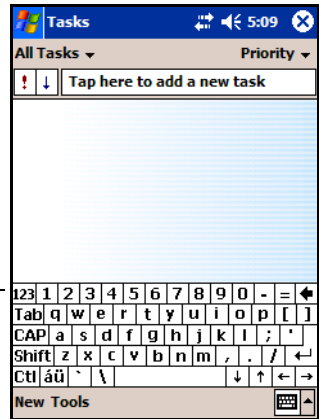 Tasks 5:09
All Tasks Priority
! ↓ Tap here to add a new task
123 1 2 3 4 5 6 7 8 9 0 - = ←
Tab q w e r t y u i o p [ ]
CAP a s d f g h j k l ; '
Shift z x c v b n m , . / ↵
Ctl áü ` \ ↓ ↑ ← →
New Tools